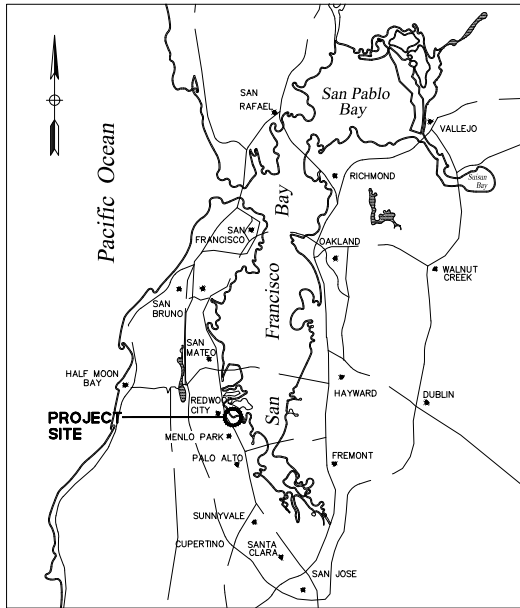 SAN
RAFAEL
San Pablo
Bay
VALLEJO
Suisun
Bay
Pacific Ocean
RICHMOND
San Francisco Bay
SAN
FRANCISCO
OAKLAND
WALNUT
CREEK
SAN
BRUNO
SAN
MATEO
HALF MOON
BAY
HAYWARD
DUBLIN
REDWOOD
CITY
PROJECT
SITE
MENLO PARK
PALO ALTO
FREMONT
SUNNYVALE
CUPERTINO
SANTA
CLARA
SAN JOSE